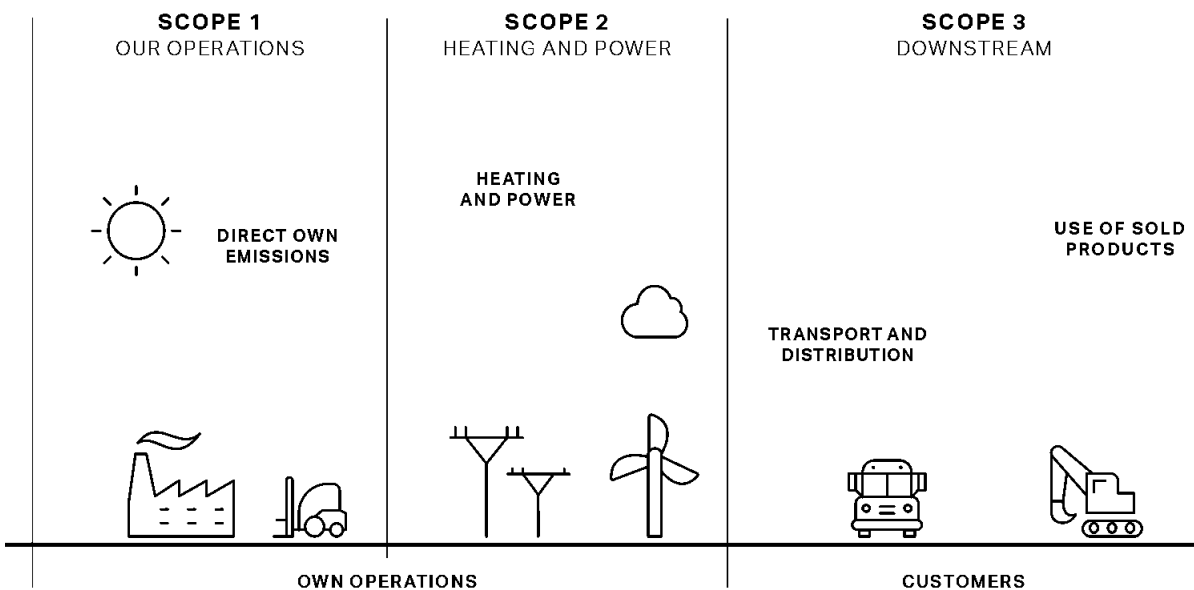 SCOPE 1
OUR OPERATIONS
SCOPE 2
HEATING AND POWER
SCOPE 3
DOWNSTREAM
DIRECT OWN
EMISSIONS
HEATING
AND POWER
TRANSPORT AND
DISTRIBUTION
USE OF SOLD
PRODUCTS
OWN OPERATIONS
CUSTOMERS